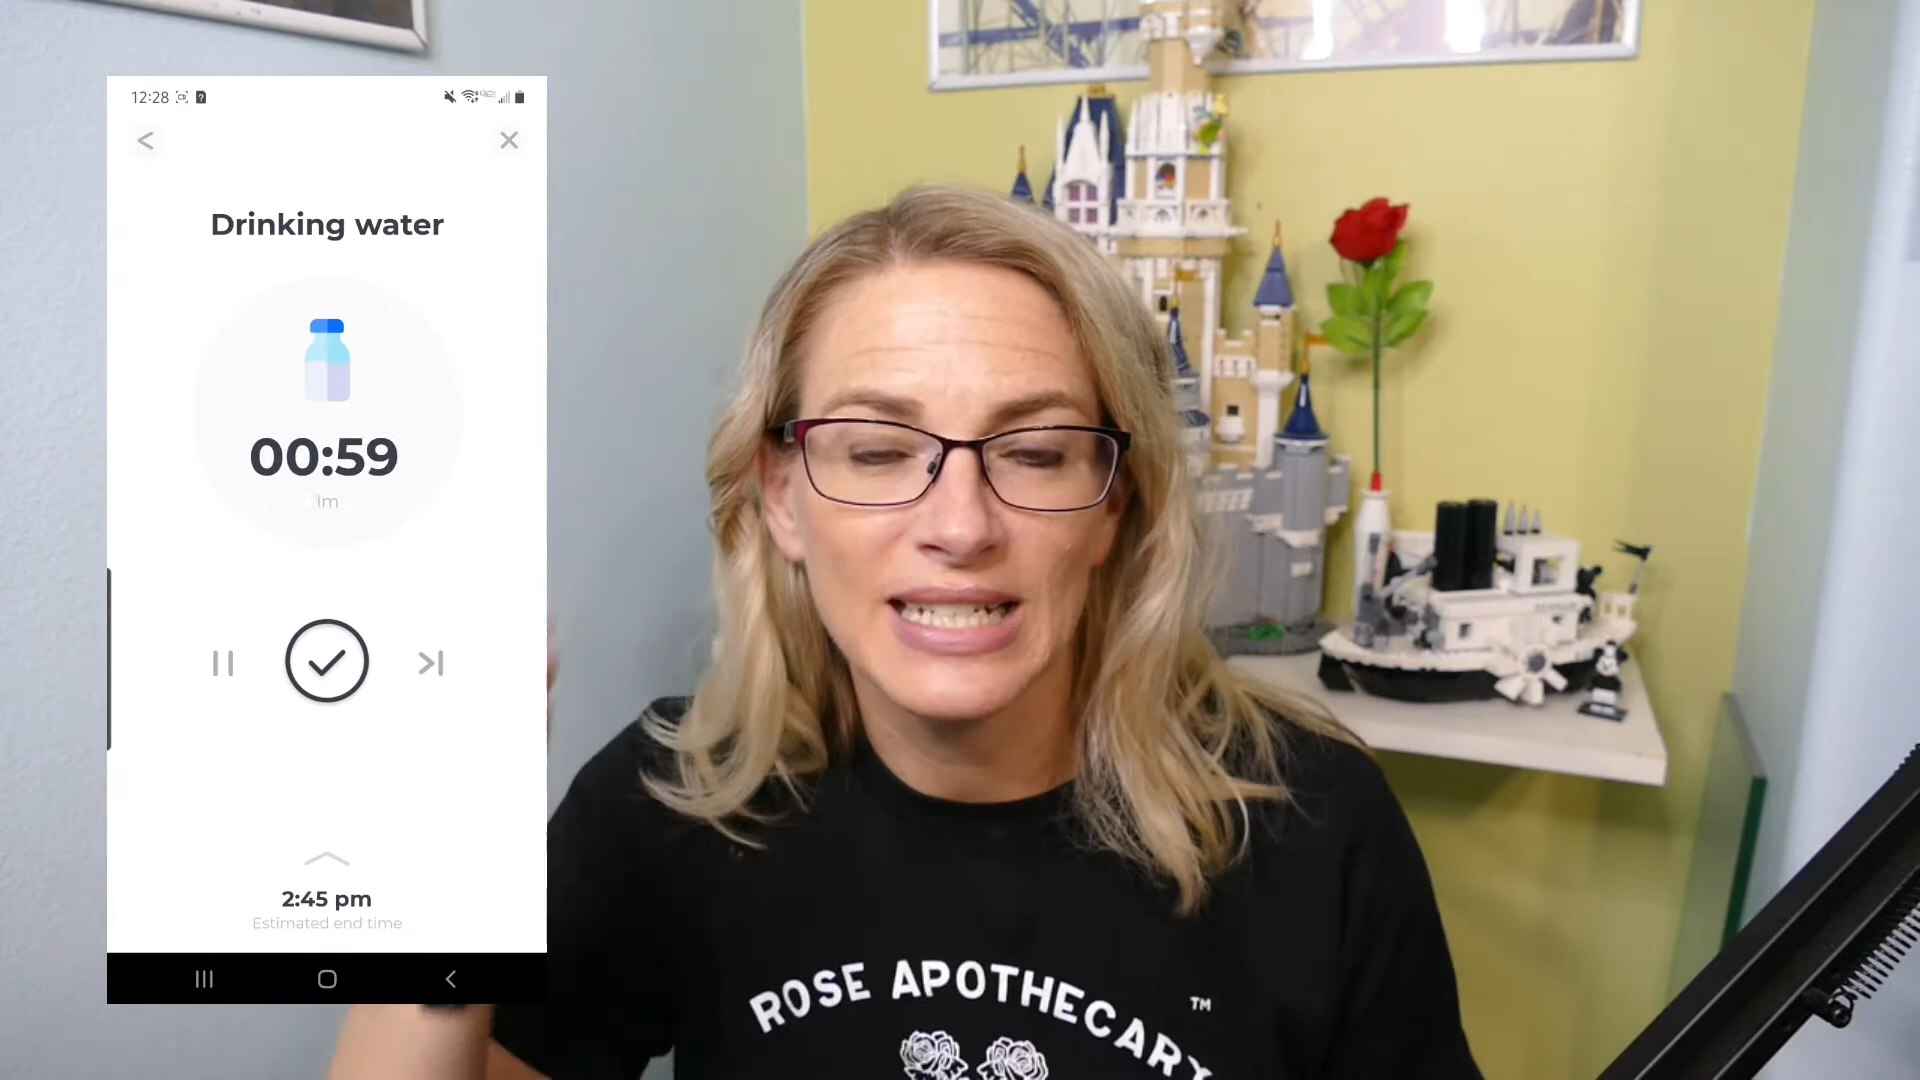 12:28
Drinking water
00:59
1m
2:45 pm
Estimated end time
ROSE APOTHECARY
TM